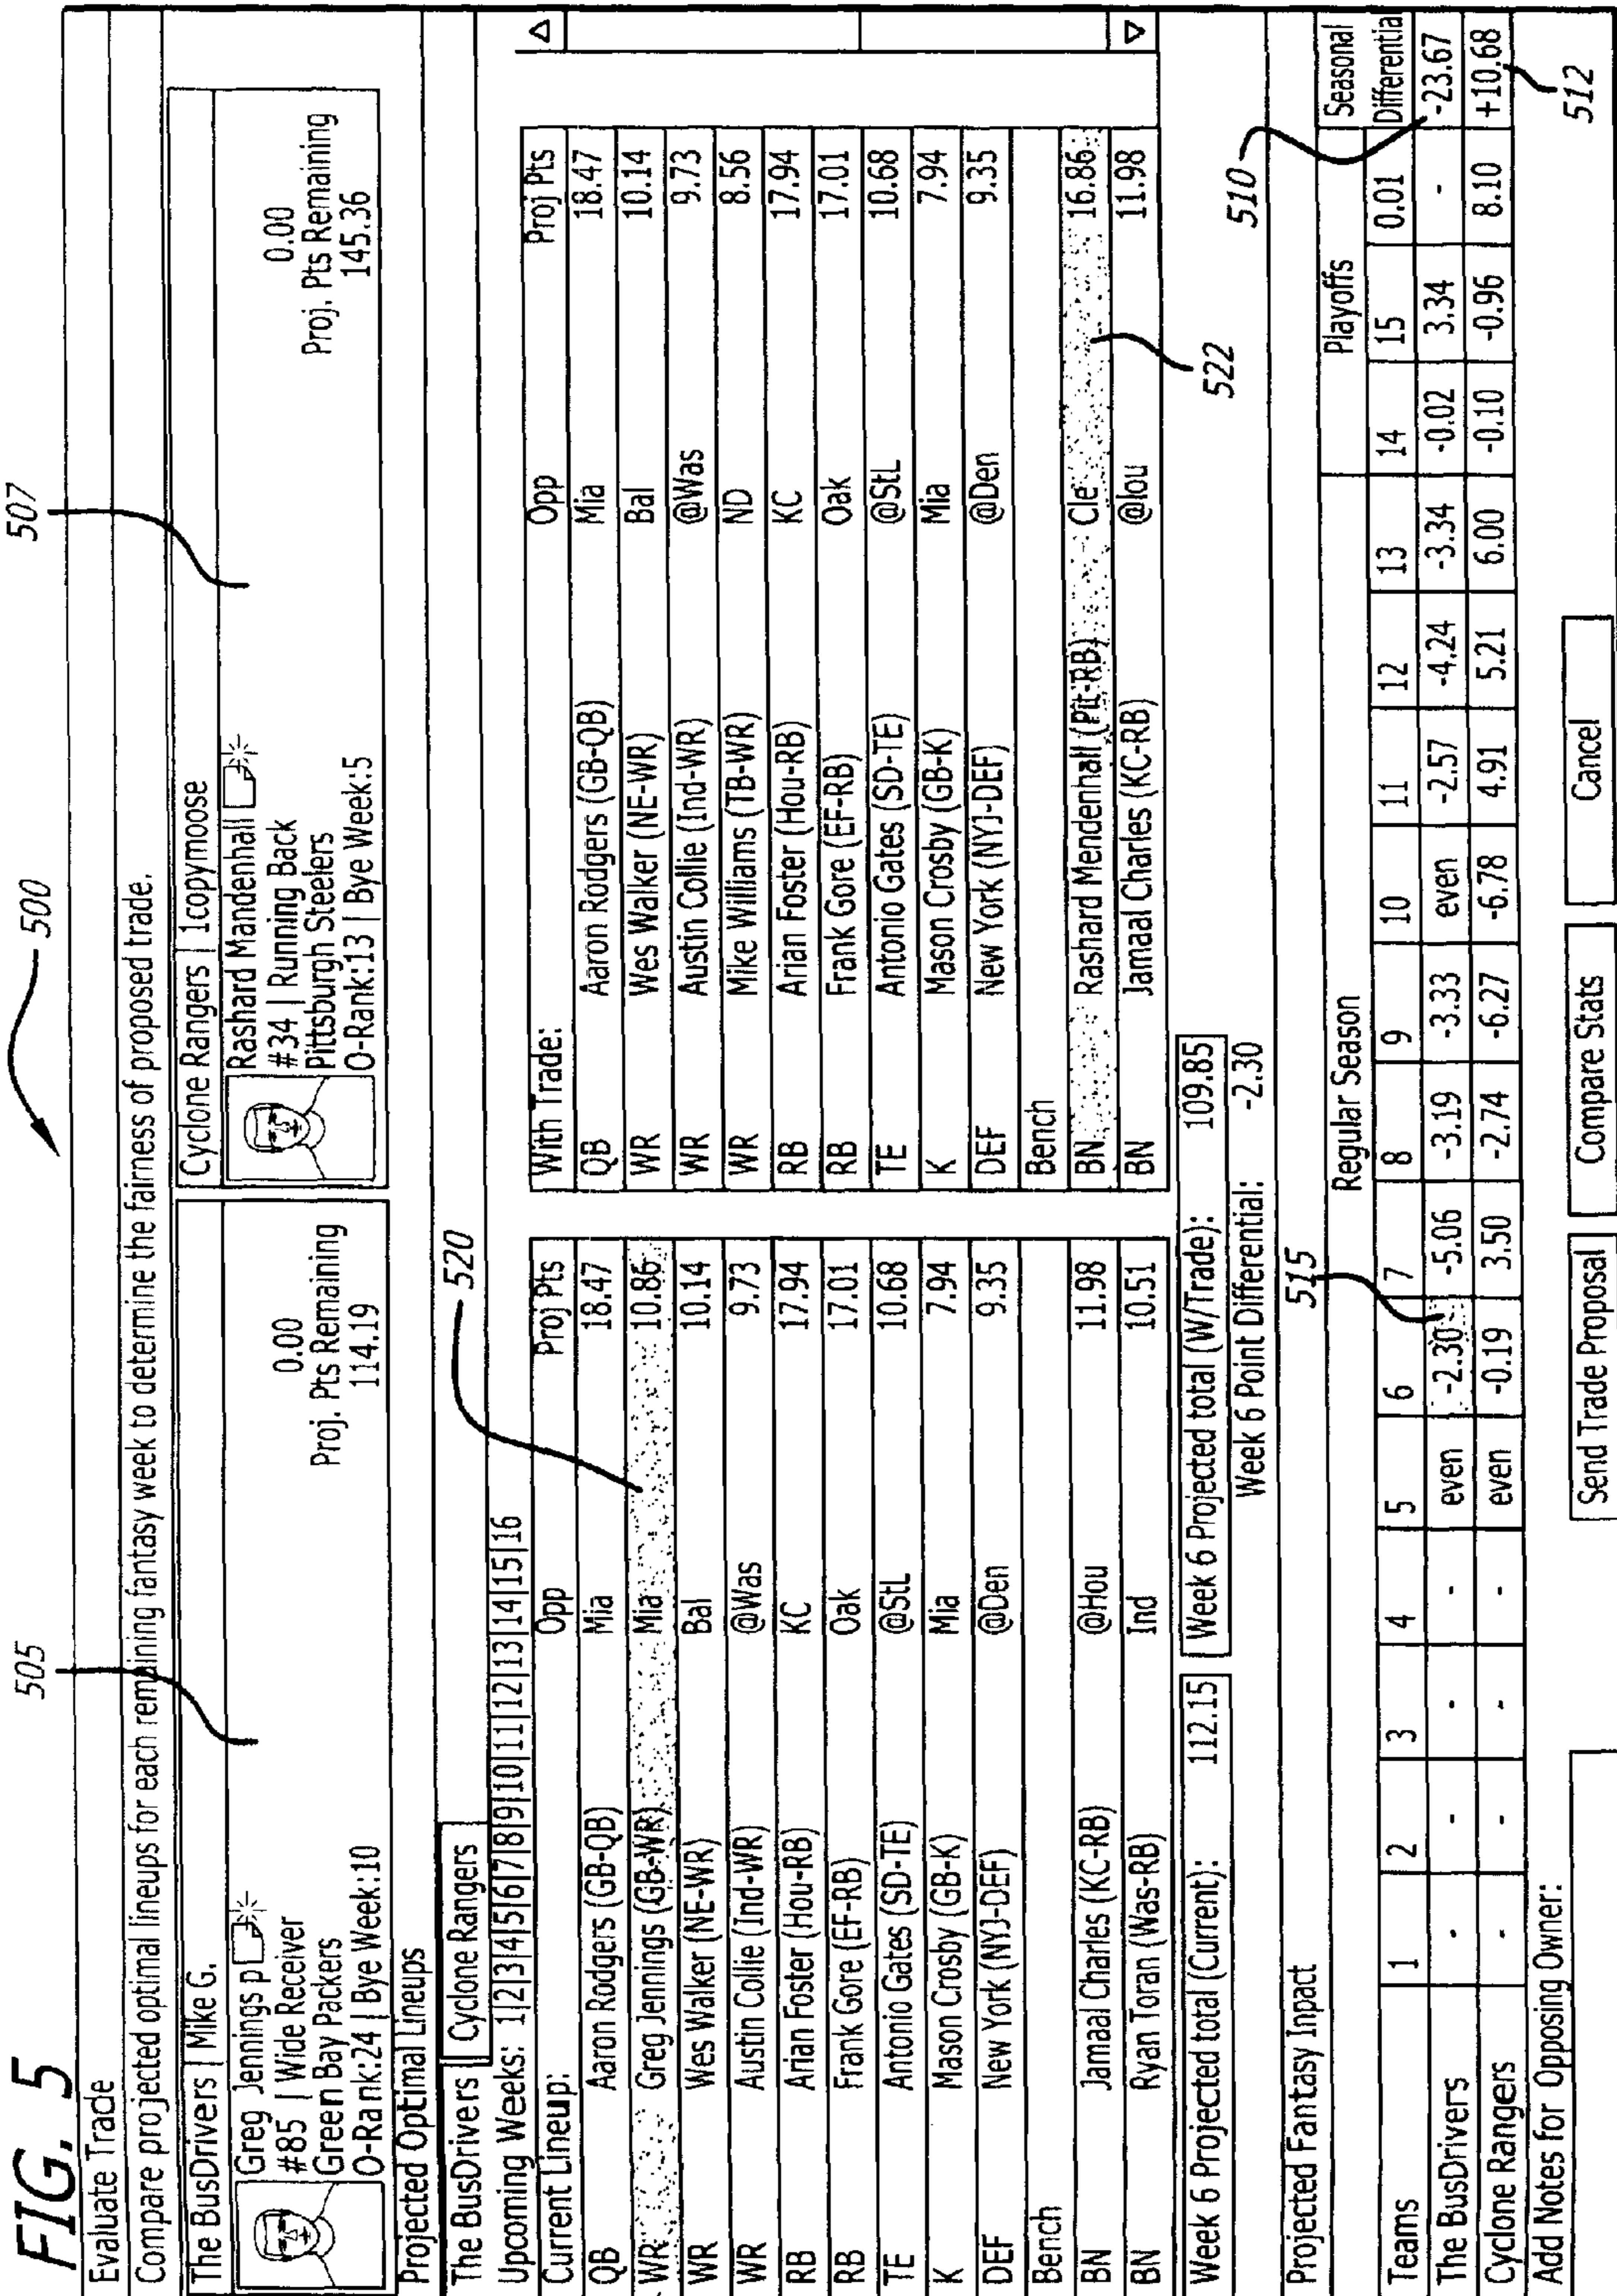 FIG. 5
500
505
507
Evaluate Trade
Compare projected optimal lineups for each remaining fantasy week to determine the fairness of proposed trade.
The BusDrivers | Mike G.
Greg Jennings p
#85 | Wide Receiver
Green Bay Packers
O-Rank:24 | Bye Week:10
0.00
Proj. Pts Remaining
114.19
Cyclone Rangers | 1copymoose
Rashard Mandenhall
#34 | Running Back
Pittsburgh Steelers
O-Rank:13 | Bye Week:5
0.00
Proj. Pts Remaining
145.36
Projected Optimal Lineups
The BusDrivers | Cyclone Rangers
Upcoming Weeks: 1|2|3|4|5|6|7|8|9|10|11|12|13|14|15|16
520
Current Lineup: Opp Proj Pts
QB Aaron Rodgers (GB-QB) Mia 18.47
WR Greg Jennings (GB-WR) Mia 10.86
WR Wes Walker (NE-WR) Bal 10.14
WR Austin Collie (Ind-WR) @Was 9.73
RB Arian Foster (Hou-RB) KC 17.94
RB Frank Gore (EF-RB) Oak 17.01
TE Antonio Gates (SD-TE) @StL 10.68
K Mason Crosby (GB-K) Mia 7.94
DEF New York (NYJ-DEF) @Den 9.35
Bench
BN Jamaal Charles (KC-RB) @Hou 11.98
BN Ryan Toran (Was-RB) Ind 10.51
With Trade: Opp Proj Pts
QB Aaron Rodgers (GB-QB) Mia 18.47
WR Wes Walker (NE-WR) Bal 10.14
WR Austin Collie (Ind-WR) @Was 9.73
WR Mike Williams (TB-WR) ND 8.56
RB Arian Foster (Hou-RB) KC 17.94
RB Frank Gore (EF-RB) Oak 17.01
TE Antonio Gates (SD-TE) @StL 10.68
K Mason Crosby (GB-K) Mia 7.94
DEF New York (NYJ-DEF) @Den 9.35
Bench
BN Rashard Mendenhall (Pit-RB) Cle 16.86
BN Jamaal Charles (KC-RB) @lou 11.98
522
Week 6 Projected total (Current): 112.15
Week 6 Projected total (W/Trade): 109.85
Week 6 Point Differential: -2.30
515
510
Projected Fantasy Inpact
Regular Season Playoffs Seasonal
Teams 1 2 3 4 5 6 7 8 9 10 11 12 13 14 15 0.01 Differential
The BusDrivers - - - - even -2.30 -5.06 -3.19 -3.33 even -2.57 -4.24 -3.34 -0.02 3.34 - -23.67
Cyclone Rangers - - - - even -0.19 3.50 -2.74 -6.27 -6.78 4.91 5.21 6.00 -0.10 -0.96 8.10 +10.68
512
Add Notes for Opposing Owner:
Send Trade Proposal
Compare Stats
Cancel